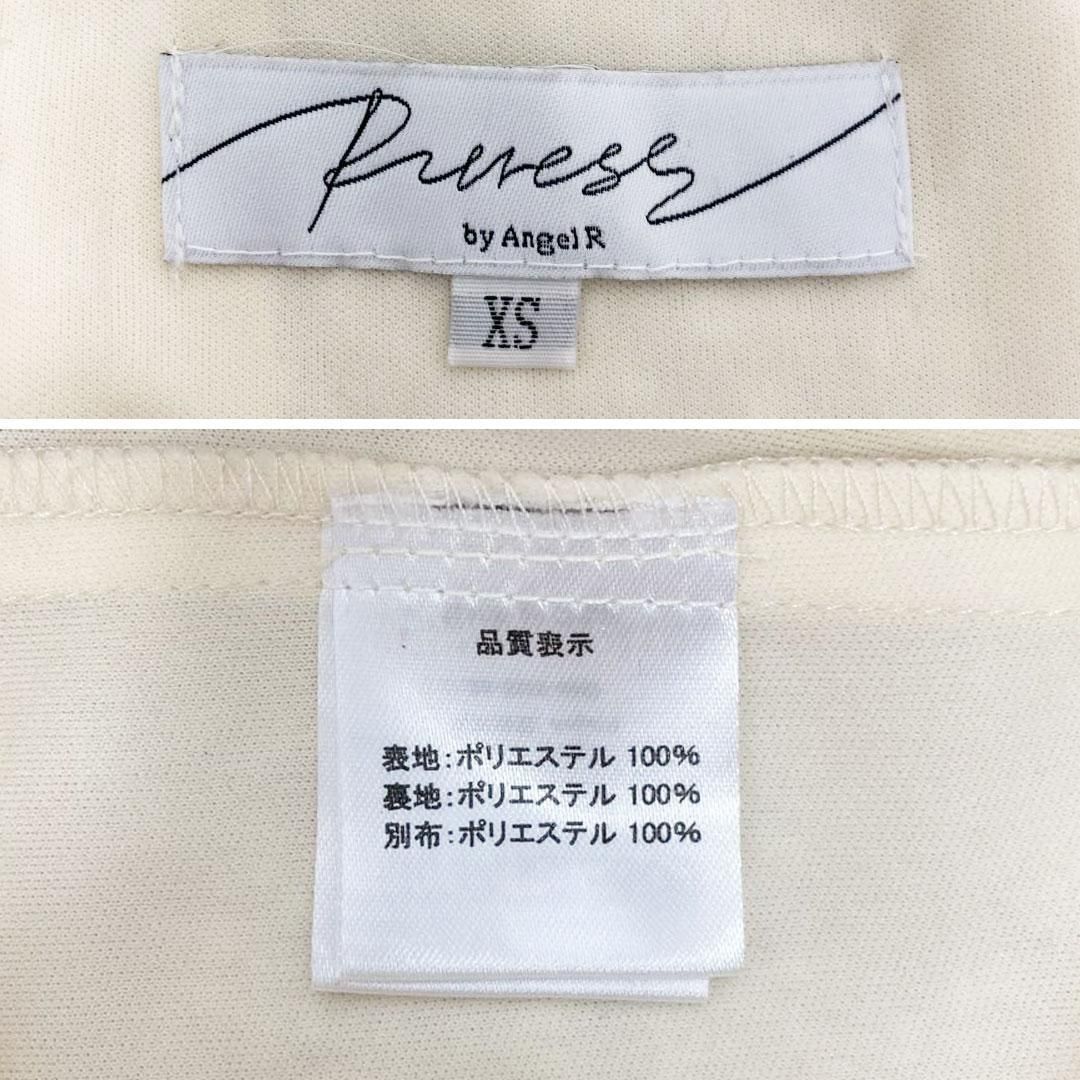 Pureess
by Angel R
XS
品質表示
表地：ポリエステル 100%
裏地：ポリエステル 100%
別布：ポリエステル 100%